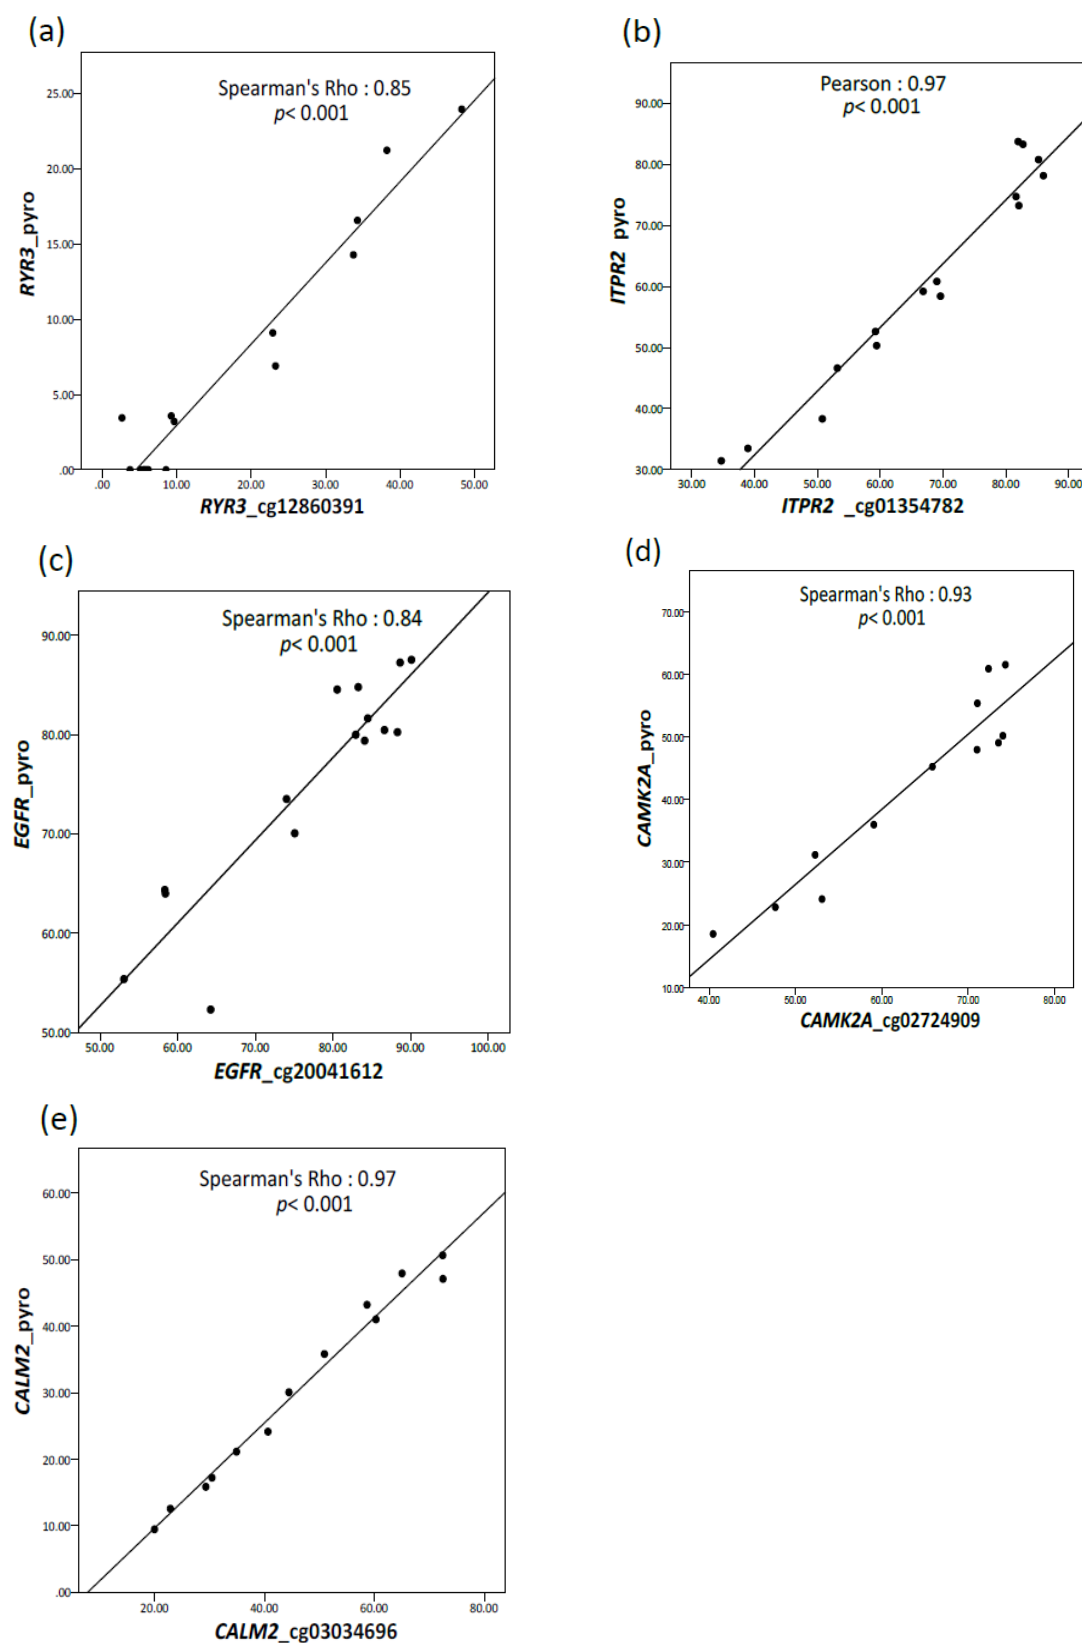 (a)
Spearman's Rho : 0.85
p< 0.001
25.00
20.00
15.00
10.00
5.00
.00
RYR3_pyro
.00 10.00 20.00 30.00 40.00 50.00
RYR3_cg12860391
(b)
Pearson : 0.97
p< 0.001
90.00
80.00
70.00
60.00
50.00
40.00
30.00
ITPR2 pyro
30.00 40.00 50.00 60.00 70.00 80.00 90.00
ITPR2 _cg01354782
(c)
Spearman's Rho : 0.84
p< 0.001
90.00
80.00
70.00
60.00
50.00
EGFR_pyro
50.00 60.00 70.00 80.00 90.00 100.00
EGFR_cg20041612
(d)
Spearman's Rho : 0.93
p< 0.001
70.00
60.00
50.00
40.00
30.00
20.00
10.00
CAMK2A_pyro
40.00 50.00 60.00 70.00 80.00
CAMK2A_cg02724909
(e)
Spearman's Rho : 0.97
p< 0.001
60.00
50.00
40.00
30.00
20.00
10.00
.00
CALM2_pyro
20.00 40.00 60.00 80.00
CALM2_cg03034696